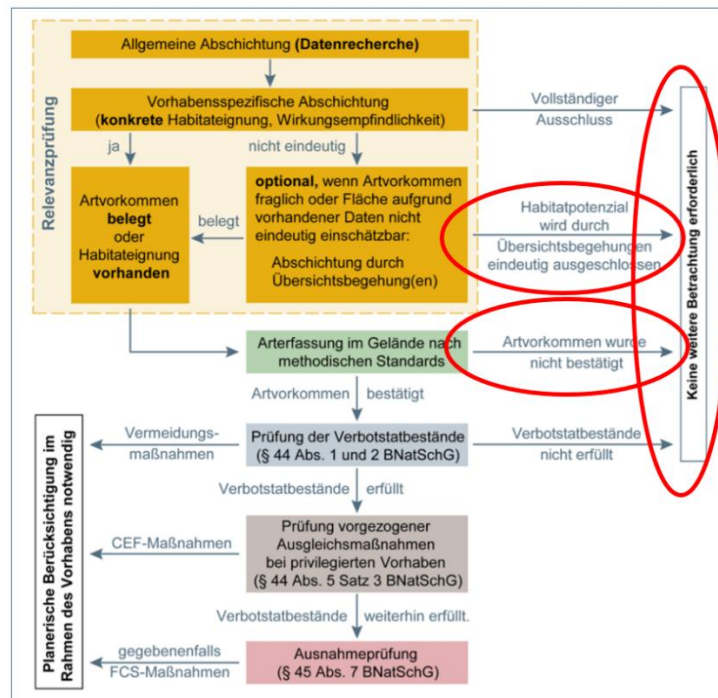 Allgemeine Abschichtung (Datenrecherche)
Vorhabensspezifische Abschichtung
(konkrete Habitateignung, Wirkungsempfindlichkeit)
Vollständiger
Ausschluss
ja
nicht eindeutig
Relevanzprüfung
Artvorkommen
belegt
oder
Habitateignung
vorhanden
belegt
optional, wenn Artvorkommen
fraglich oder Fläche aufgrund
vorhandener Daten nicht
eindeutig einschätzbar:
Abschichtung durch
Übersichtsbegehung(en)
Habitatpotenzial
wird durch
Übersichtsbegehungen
eindeutig ausgeschlossen
Keine weitere Betrachtung erforderlich
Arterfassung im Gelände nach
methodischen Standards
Artvorkommen wurde
nicht bestätigt
Artvorkommen bestätigt
Vermeidungs-
maßnahmen
Prüfung der Verbotstatbestände
(§ 44 Abs. 1 und 2 BNatSchG)
Verbotstatbestände
nicht erfüllt
Verbotstatbestände erfüllt
Planerische Berücksichtigung im
Rahmen des Vorhabens notwendig
CEF-Maßnahmen
Prüfung vorgezogener
Ausgleichsmaßnahmen
bei privilegierten Vorhaben
(§ 44 Abs. 5 Satz 3 BNatSchG)
Verbotstatbestände weiterhin erfüllt.
gegebenenfalls
FCS-Maßnahmen
Ausnahmeprüfung
(§ 45 Abs. 7 BNatSchG)